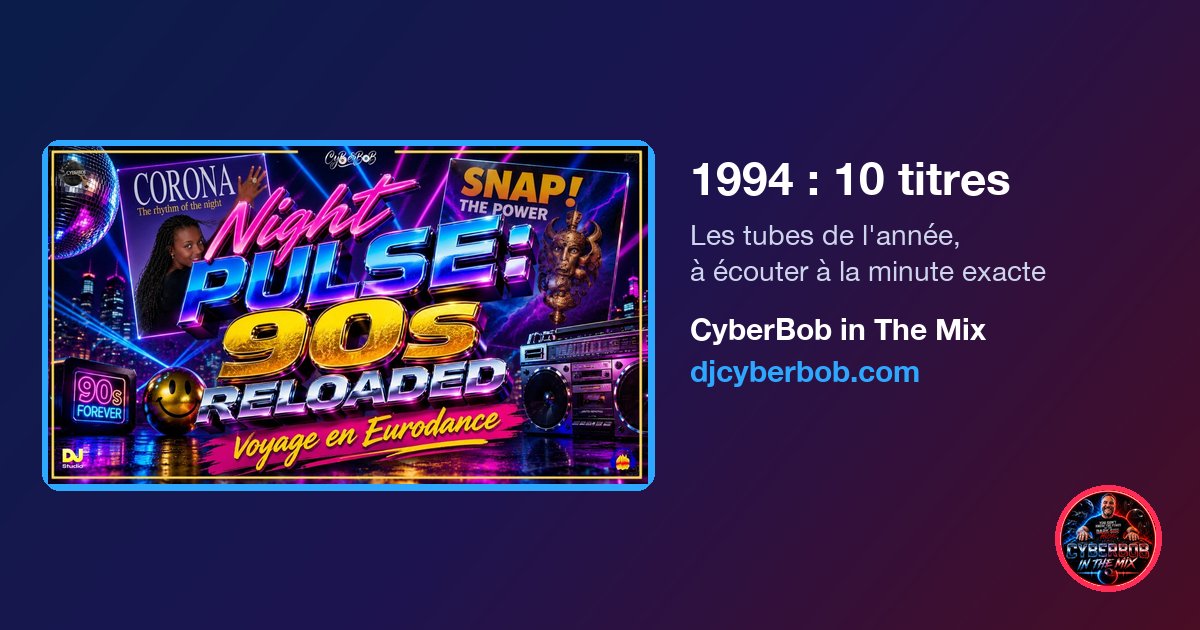 CYBERBOB
CORONA
The rhythm of the night
SNAP!
THE POWER
Night
PULSE:
90s
RELOADED
Voyage en Eurodance
90s
FOREVER
DJ
Studio
1994 : 10 titres
Les tubes de l'année,
à écouter à la minute exacte
CyberBob in The Mix
djcyberbob.com
CYBERBOB
IN THE MIX